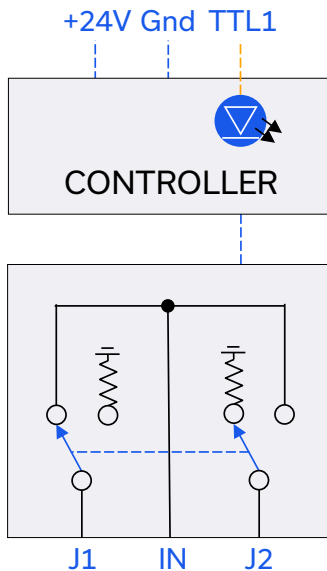 +24V Gnd TTL1
CONTROLLER
J1 IN J2